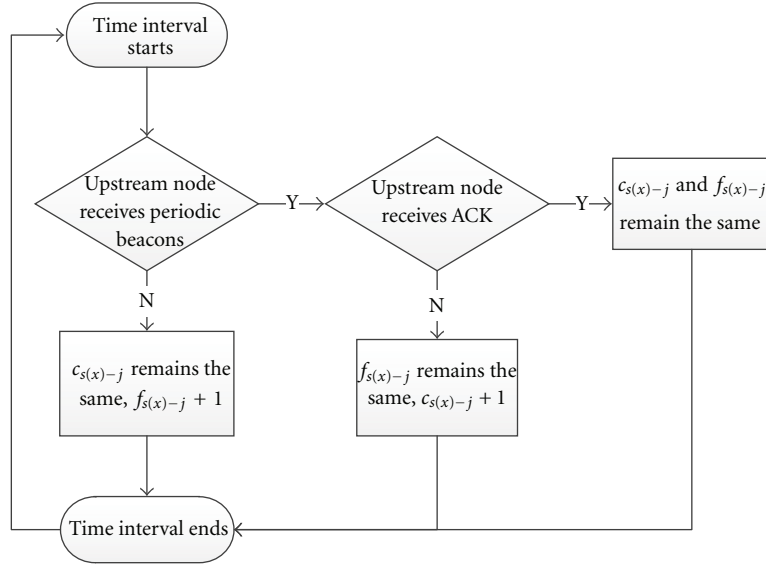 Time interval
starts
Upstream node
receives periodic
beacons
Y
Upstream node
receives ACK
Y
c_{s(x)−j} and f_{s(x)−j}
remain the same
N
N
c_{s(x)−j} remains the
same, f_{s(x)−j} + 1
f_{s(x)−j} remains the
same, c_{s(x)−j} + 1
Time interval ends